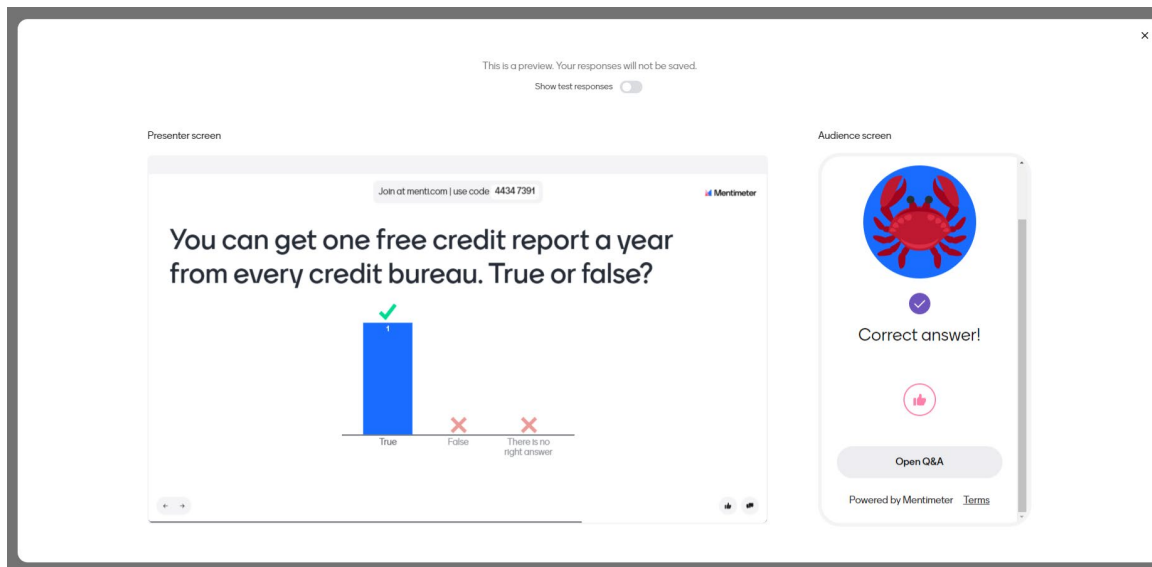 This is a preview. Your responses will not be saved.
Show test responses
Presenter screen
Audience screen
Join at menti.com | use code 4434 7391
Mentimeter
You can get one free credit report a year
from every credit bureau. True or false?
1
True
False
There is no
right answer
Correct answer!
Open Q&A
Powered by Mentimeter Terms